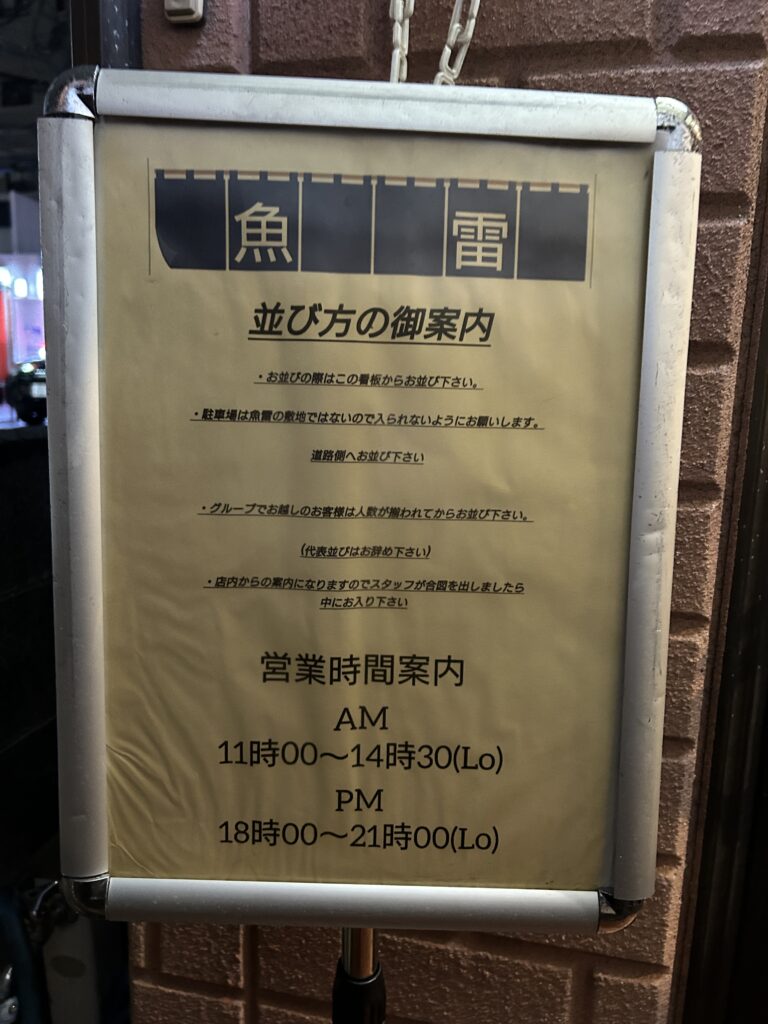 魚雷
並び方の御案内
・お並びの際はこの看板からお並び下さい。
・駐車場は魚雷の敷地ではないので入られないようにお願いします。
道路側へお並び下さい
・グループでお越しのお客様は人数が揃われてからお並び下さい。
(代表並びはお辞め下さい)
・店内からの案内になりますのでスタッフが合図を出しましたら
中にお入り下さい
営業時間案内
AM
11時00～14時30(Lo)
PM
18時00～21時00(Lo)